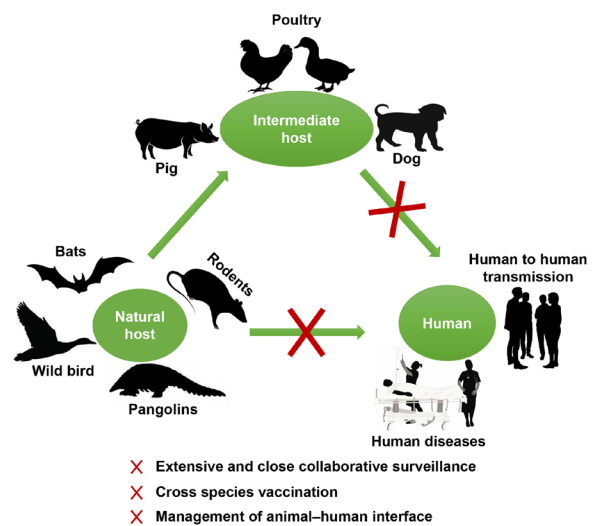 Poultry
Intermediate
host
Pig
Dog
Bats
Rodents
Human to human
transmission
Natural
host
Human
Wild bird
Pangolins
Human diseases
Extensive and close collaborative surveillance
Cross species vaccination
Management of animal–human interface